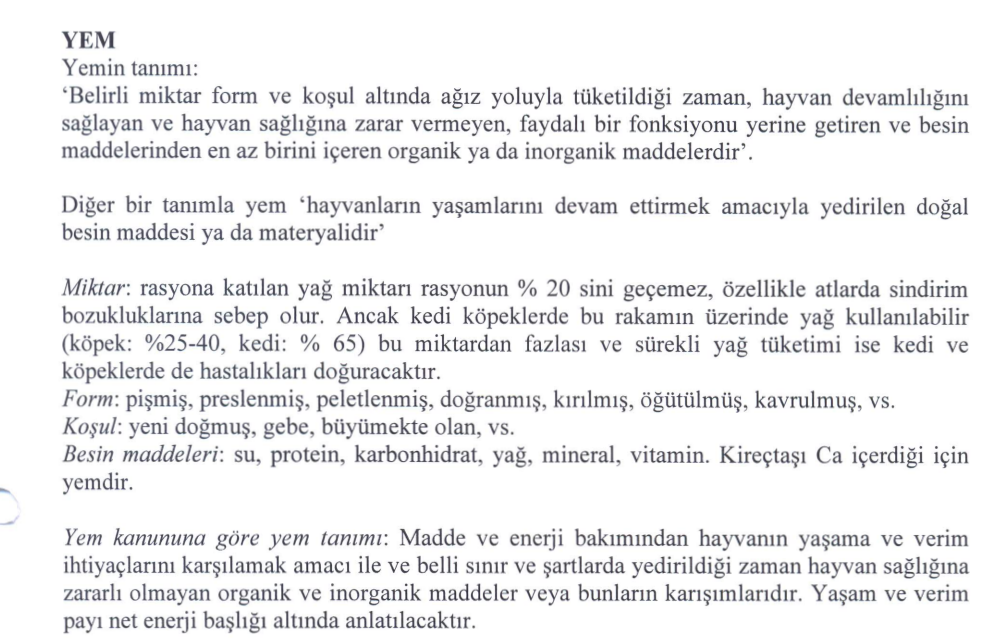 YEM
Yemin tanımı:
‘Belirli miktar form ve koşul altında ağız yoluyla tüketildiği zaman, hayvan devamlılığını
sağlayan ve hayvan sağlığına zarar vermeyen, faydalı bir fonksiyonu yerine getiren ve besin
maddelerinden en az birini içeren organik ya da inorganik maddelerdir’.
Diğer bir tanımla yem ‘hayvanların yaşamlarını devam ettirmek amacıyla yedirilen doğal
besin maddesi ya da materyalidir’
Miktar: rasyona katılan yağ miktarı rasyonun % 20 sini geçemez, özellikle atlarda sindirim
bozukluklarına sebep olur. Ancak kedi köpeklerde bu rakamın üzerinde yağ kullanılabilir
(köpek: %25-40, kedi: % 65) bu miktardan fazlası ve sürekli yağ tüketimi ise kedi ve
köpeklerde de hastalıkları doğuracaktır.
Form: pişmiş, preslenmiş, peletlenmiş, doğranmış, kırılmış, öğütülmüş, kavrulmuş, vs.
Koşul: yeni doğmuş, gebe, büyümekte olan, vs.
Besin maddeleri: su, protein, karbonhidrat, yağ, mineral, vitamin. Kireçtaşı Ca içerdiği için
yemdir.
Yem kanununa göre yem tanımı: Madde ve enerji bakımından hayvanın yaşama ve verim
ihtiyaçlarını karşılamak amacı ile ve belli sınır ve şartlarda yedirildiği zaman hayvan sağlığına
zararlı olmayan organik ve inorganik maddeler veya bunların karışımlarıdır. Yaşam ve verim
payı net enerji başlığı altında anlatılacaktır.